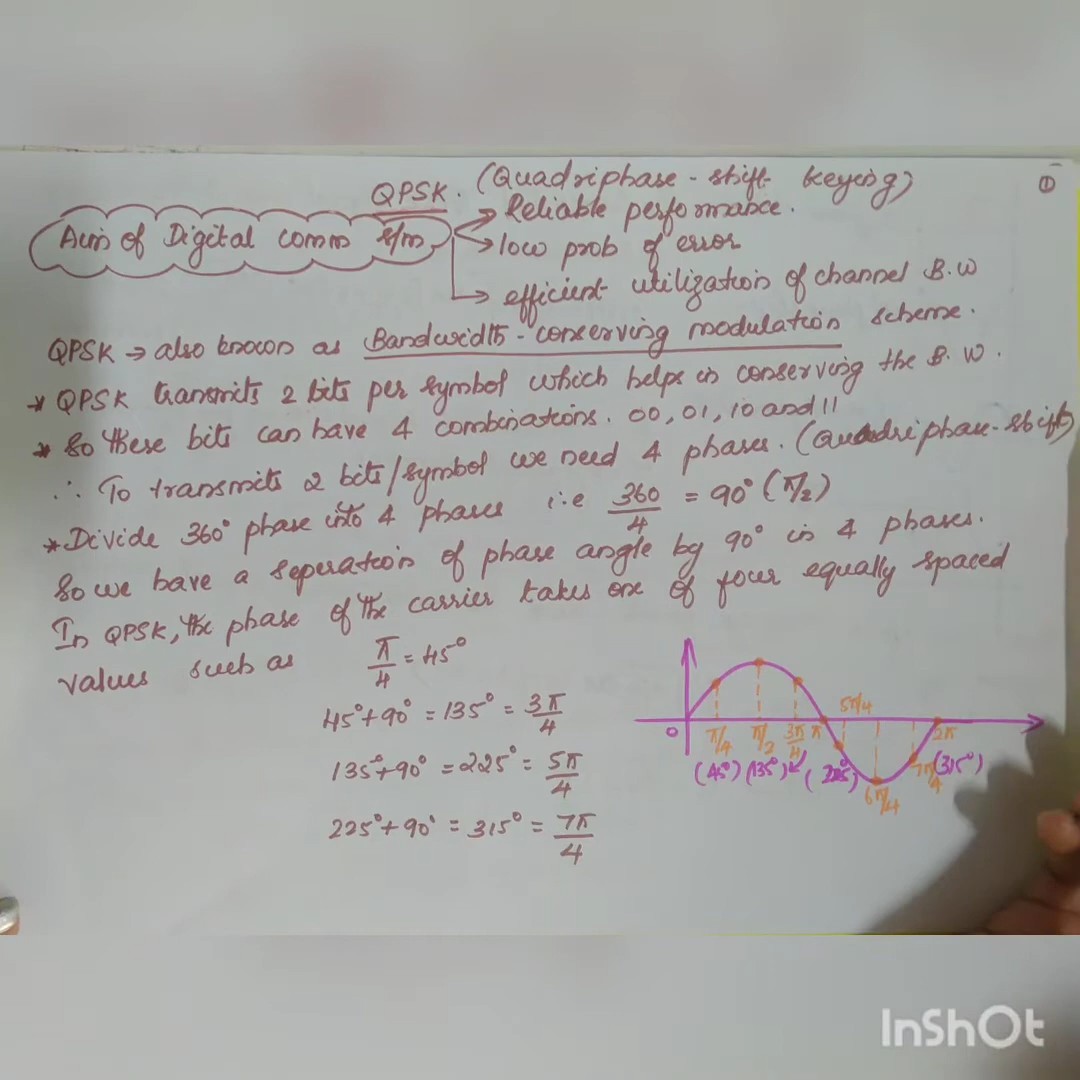 QPSK. (Quadriphase-shift keying)
①
Aim of Digital comm s/m → Reliable performance.
→ low prob of error
→ efficient utilization of channel B.W
QPSK → also known as Bandwidth-conserving modulation scheme.
* QPSK transmits 2 bits per symbol which helps in conserving the B.W.
* So these bits can have 4 combinations. 00, 01, 10 and 11
∴ To transmits 2 bits/symbol we need 4 phases. (Quadriphase-shift)
* Divide 360° phase into 4 phases i.e 360/4 = 90° (π/2)
So we have a seperation of phase angle by 90° in 4 phases.
In QPSK, the phase of the carrier takes one of four equally spaced
values such as π/4 = 45°
45°+90° = 135° = 3π/4
135°+90° = 225° = 5π/4
225°+90° = 315° = 7π/4
5π/4
0 π/4 π/2 3π/4 π 2π
(45°) (135°) (225°) 7π/4 (315°)
6π/4
InShOt